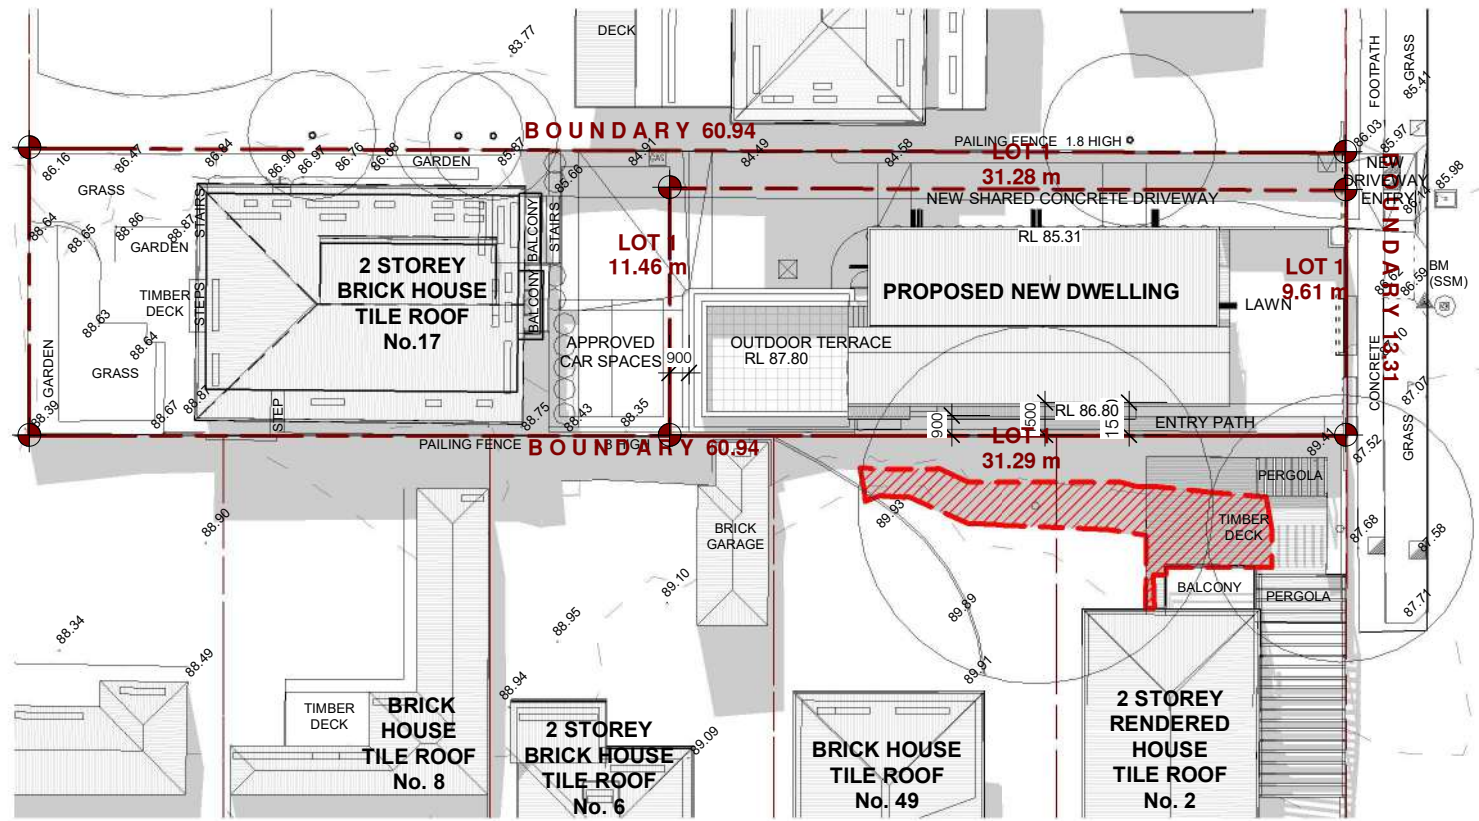 DECK
83.77
FOOTPATH
GRASS
85.41
BOUNDARY 60.94
PAILING FENCE 1.8 HIGH
86.16
86.47
86.84
86.90
86.97
86.76
86.68
GARDEN
85.87
85.66
84.91
GAS
84.49
84.58
LOT 1
31.28 m
86.03
85.97
NEW
DRIVEWAY
ENTRY
86.14
85.98
GRASS
NEW SHARED CONCRETE DRIVEWAY
88.64
88.65
88.86
88.87
GARDEN
STAIRS
BALCONY
STAIRS
LOT 1
11.46 m
RL 85.31
2 STOREY
BRICK HOUSE
TILE ROOF
No.17
PROPOSED NEW DWELLING
LOT 1
9.61 m
BOUNDARY 13.31
BM
(SSM)
86.59
TIMBER
DECK
STEPS
BALCONY
LAWN
88.63
88.64
GRASS
GARDEN
APPROVED
CAR SPACES
900
OUTDOOR TERRACE
RL 87.80
CONCRETE
87.07
88.39
88.67
88.87
STEP
88.75
88.43
88.35
900
RL 86.80
ENTRY PATH
GRASS
PAILING FENCE
BOUNDARY 60.94
31.29 m
89.41
87.52
PERGOLA
88.90
89.93
TIMBER
DECK
BRICK
GARAGE
87.68
87.58
89.10
BALCONY
PERGOLA
87.71
88.34
88.49
88.95
89.89
88.94
89.91
TIMBER
DECK
BRICK
HOUSE
TILE ROOF
No. 8
2 STOREY
BRICK HOUSE
TILE ROOF
No. 6
89.09
BRICK HOUSE
TILE ROOF
No. 49
2 STOREY
RENDERED
HOUSE
TILE ROOF
No. 2